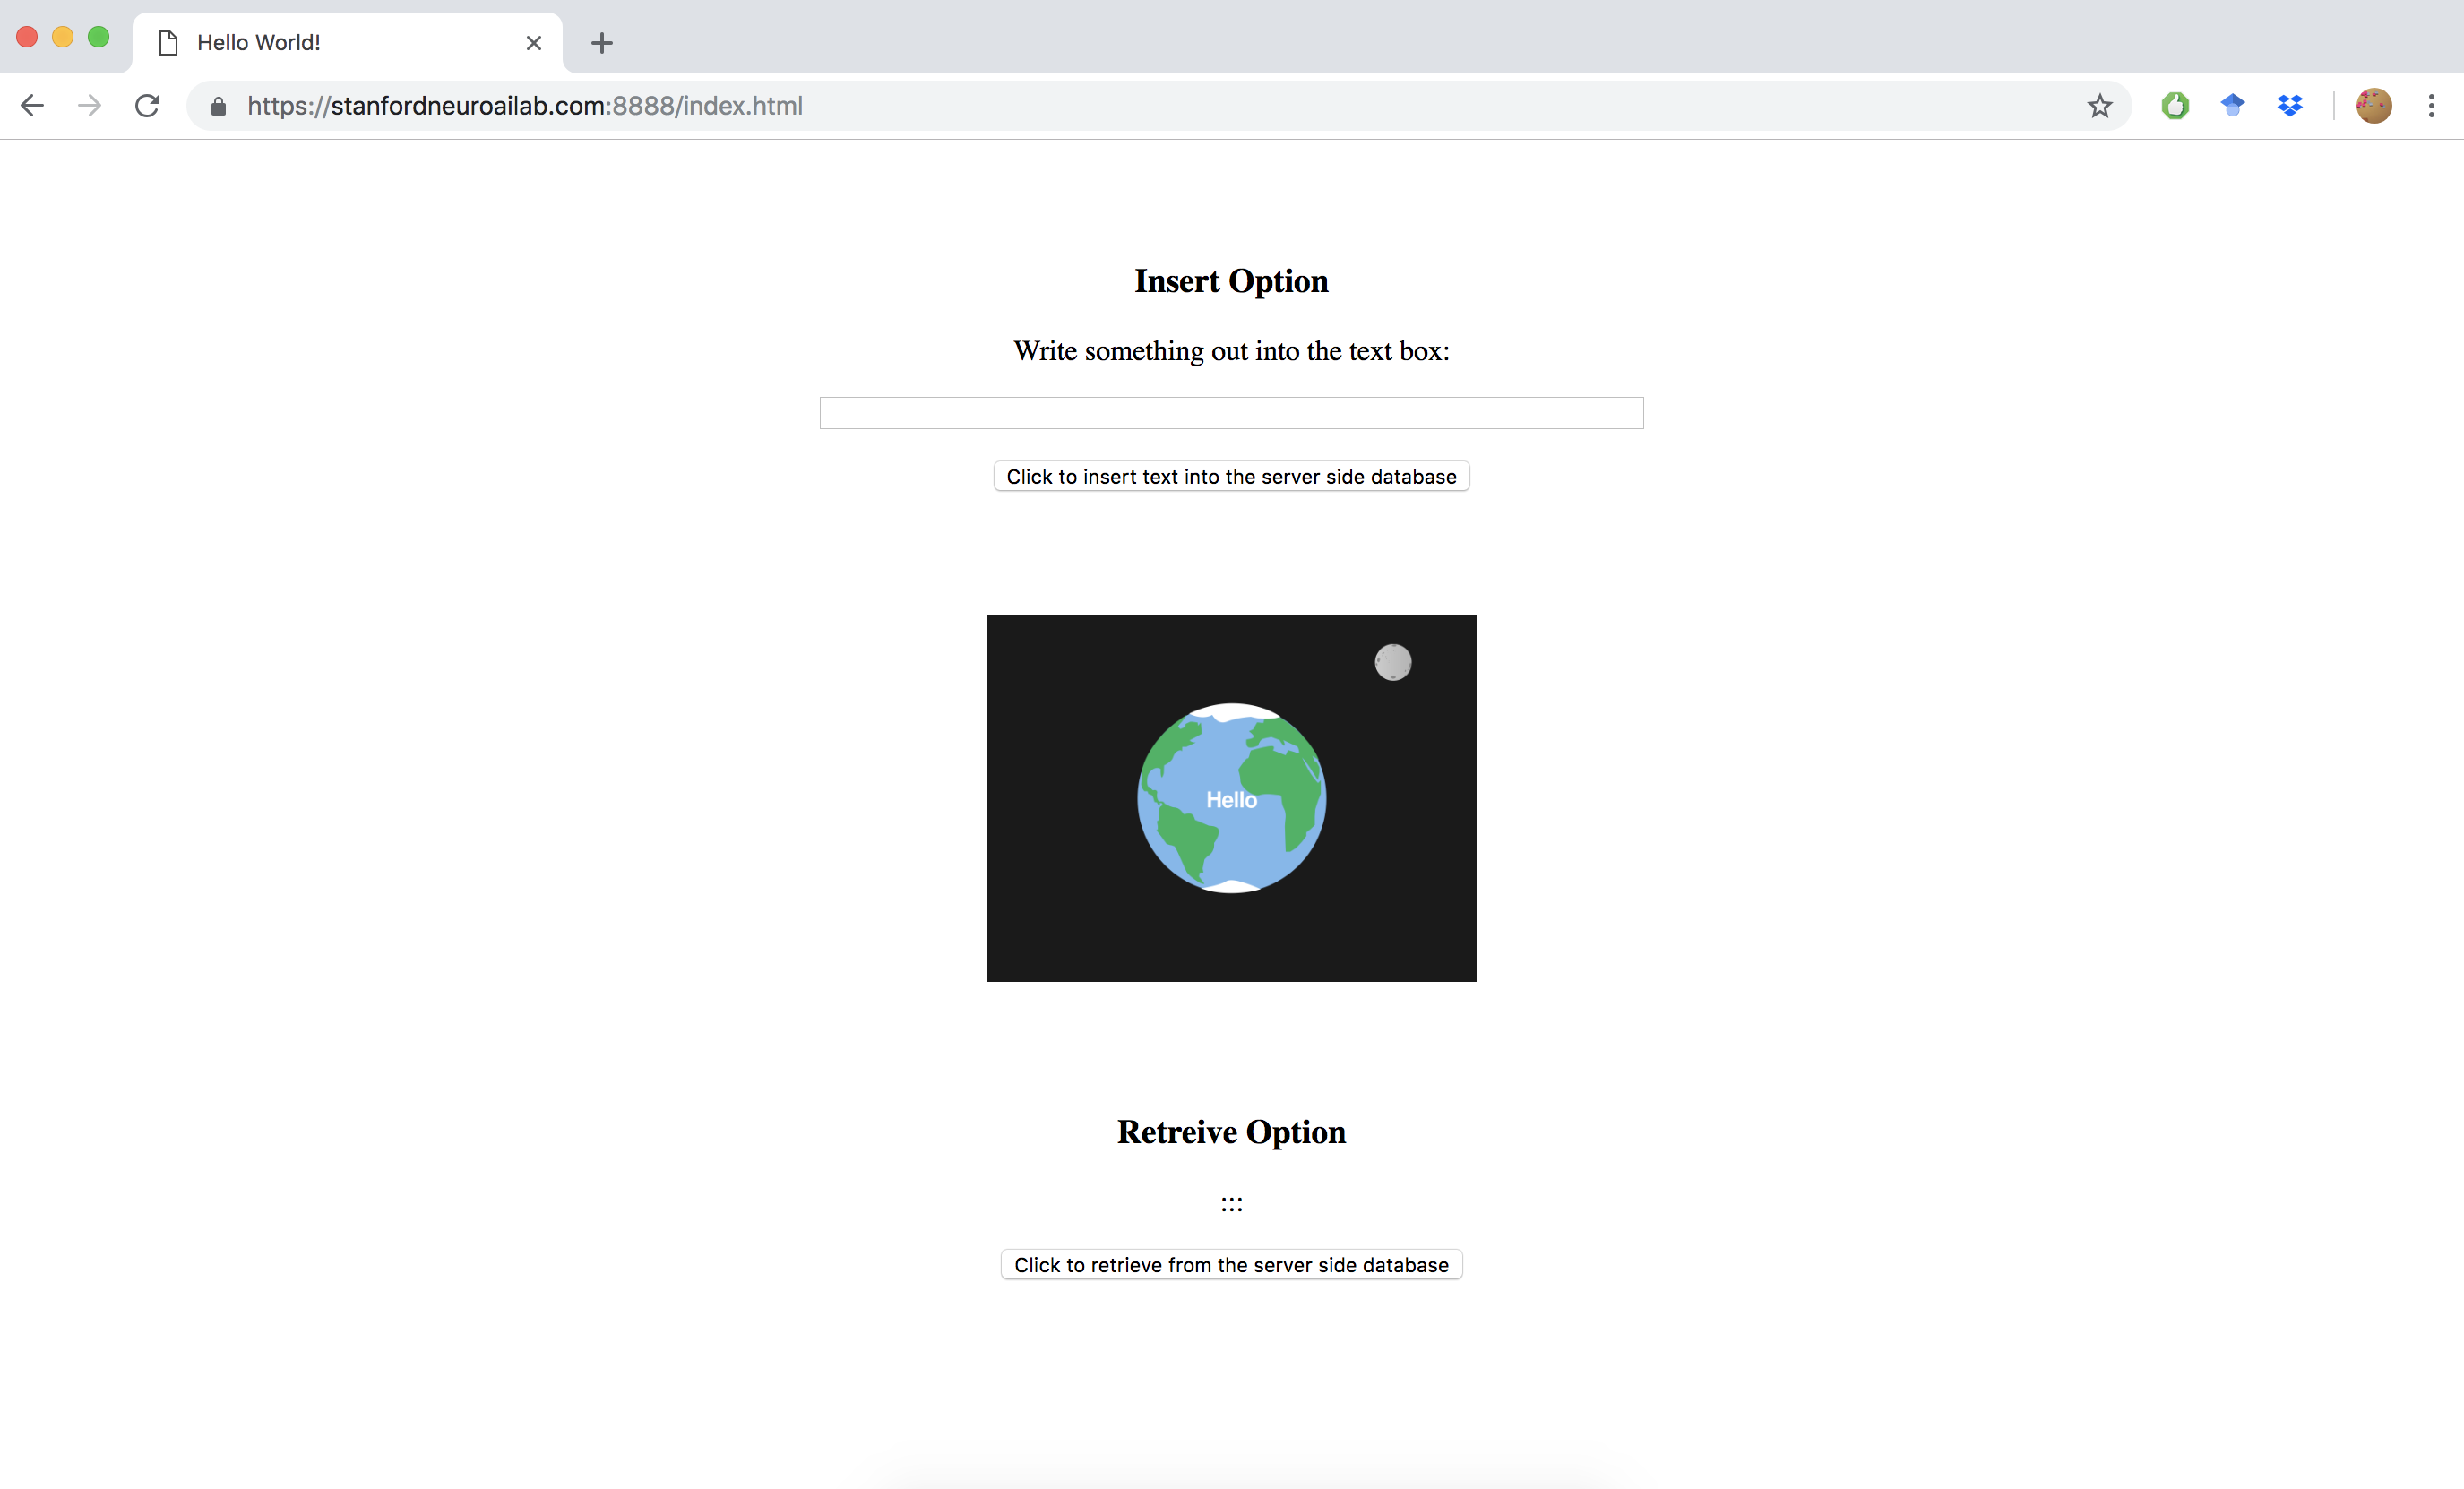 Hello World!
https://stanfordneuroailab.com:8888/index.html
Insert Option
Write something out into the text box:
Click to insert text into the server side database
Hello
Retreive Option
:::
Click to retrieve from the server side database